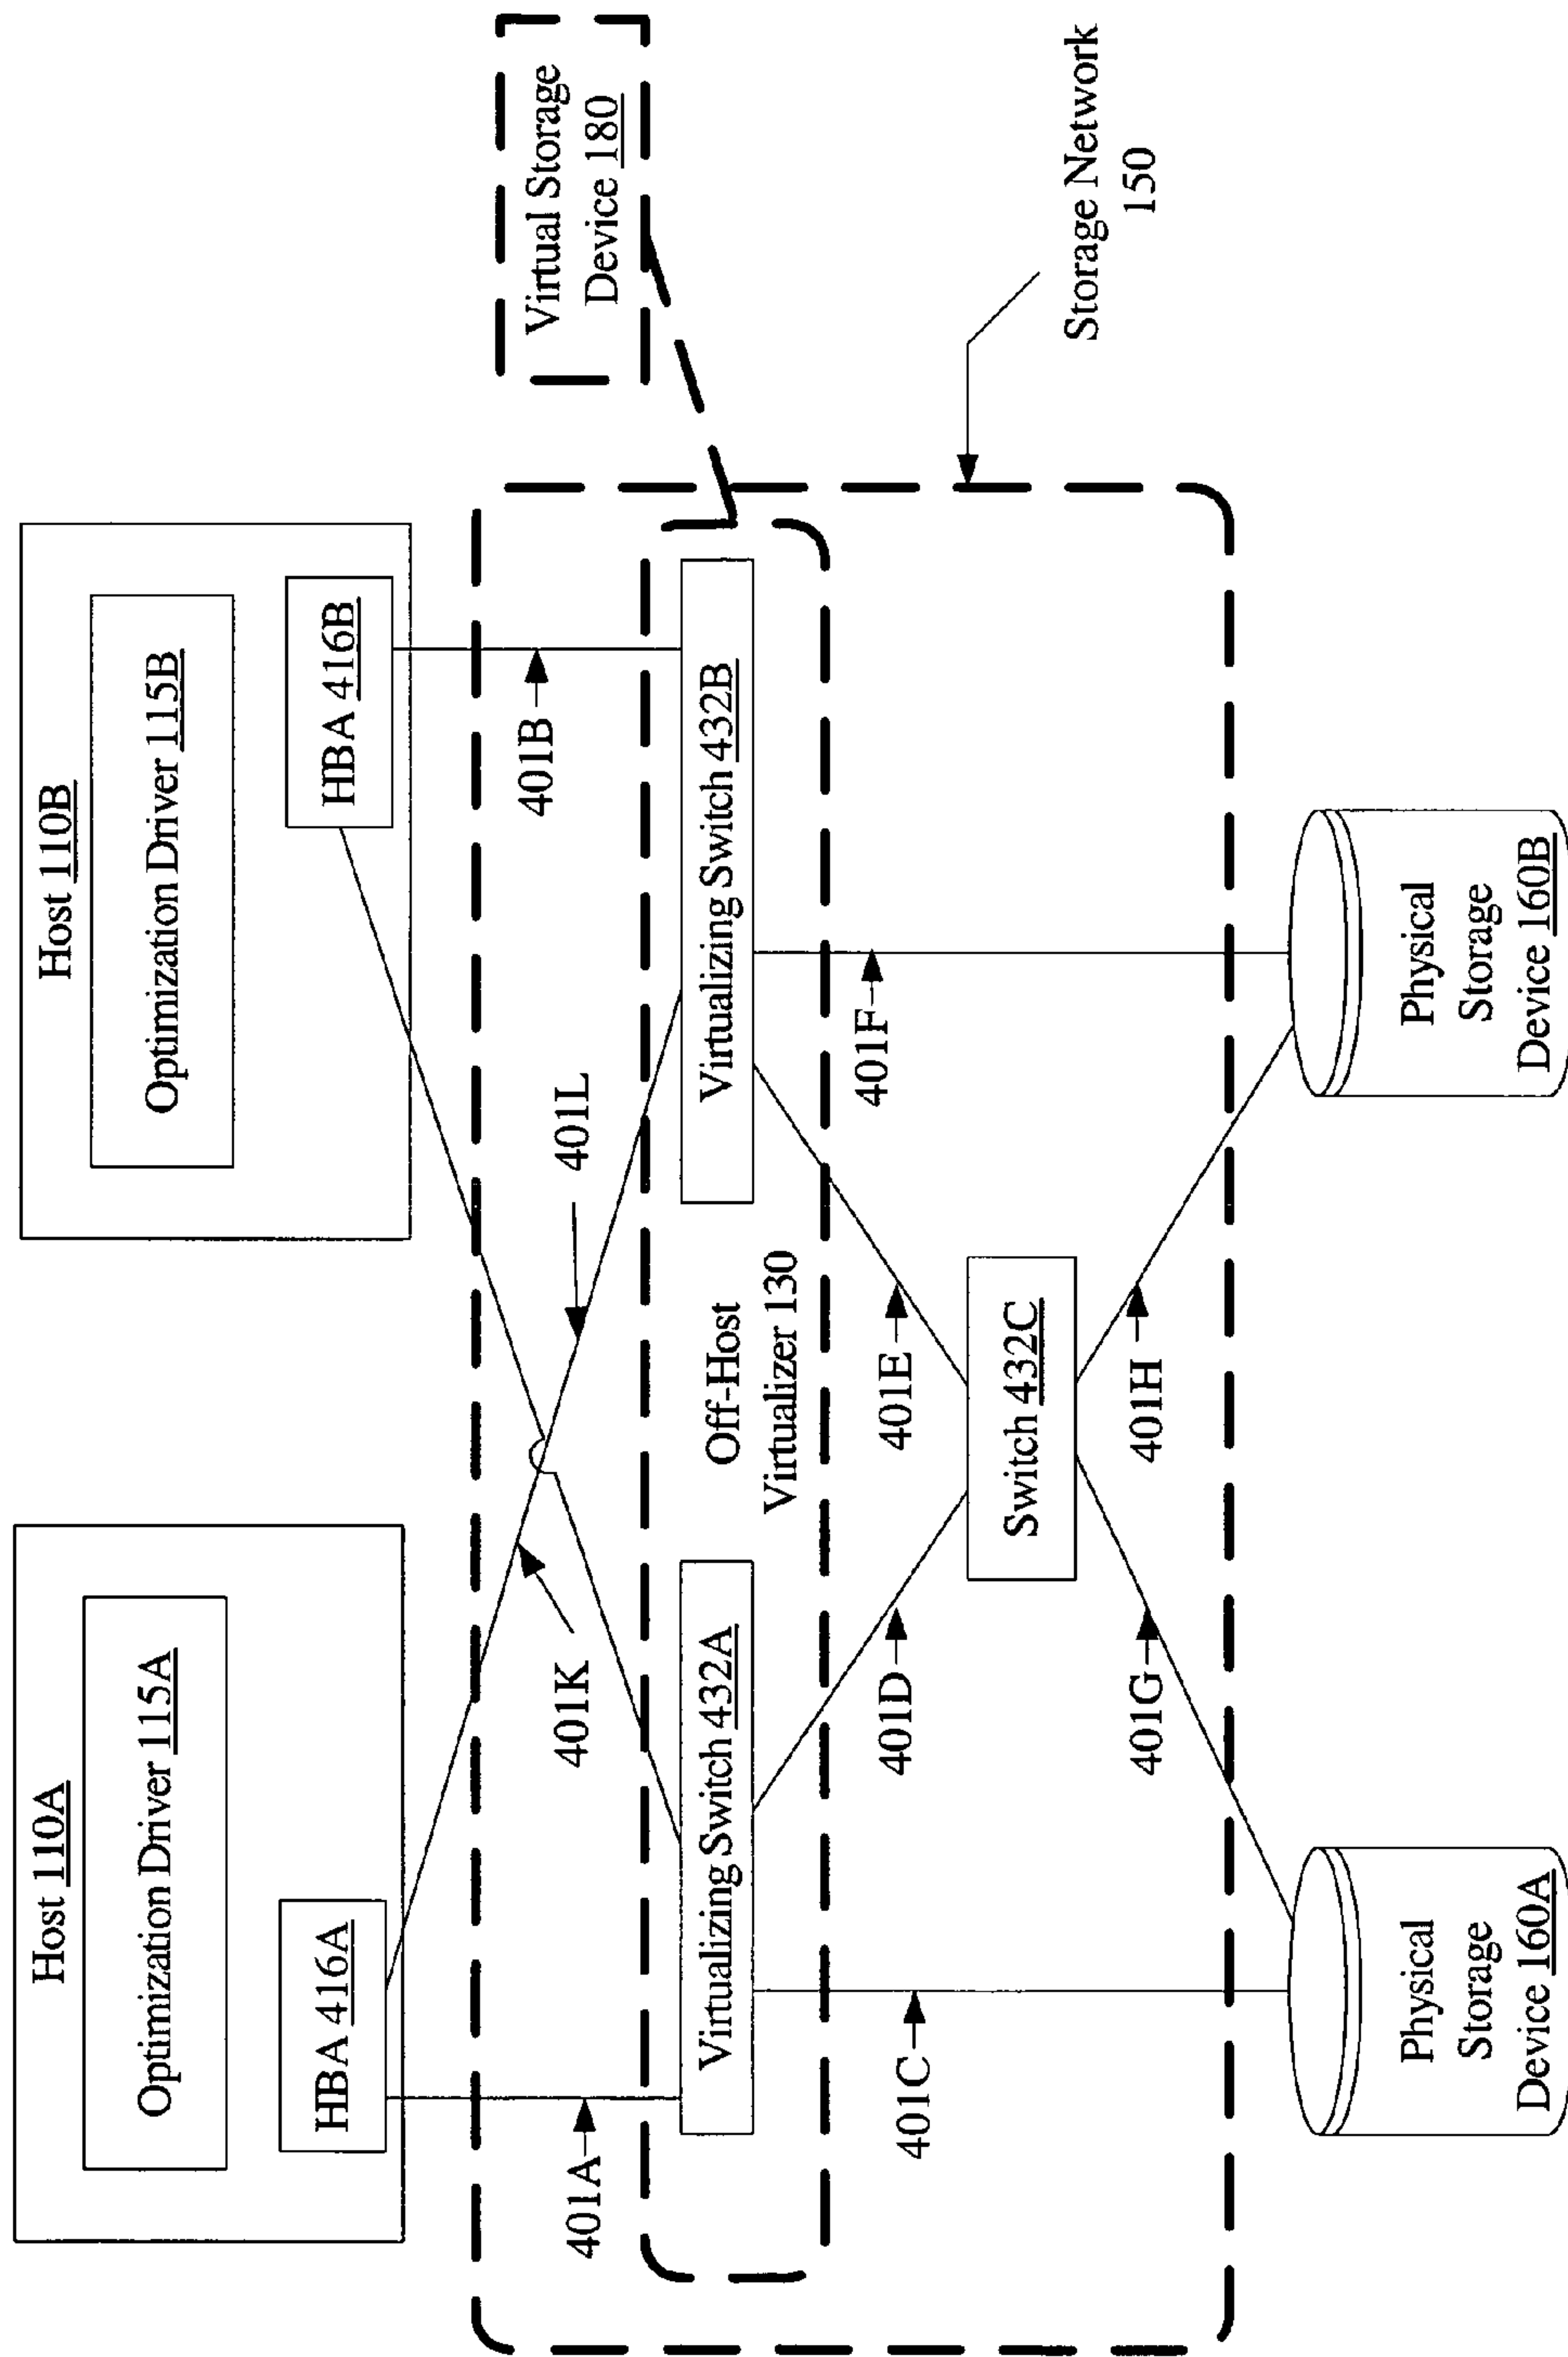 Host 110A
Optimization Driver 115A
HBA 416A
Host 110B
Optimization Driver 115B
HBA 416B
Virtual Storage
Device 180
401A
401K
401L
401B
Virtualizing Switch 432A
Off-Host
Virtualizer 130
Virtualizing Switch 432B
401C
401D
401E
401F
Switch 432C
Storage Network
150
401G
401H
Physical
Storage
Device 160A
Physical
Storage
Device 160B